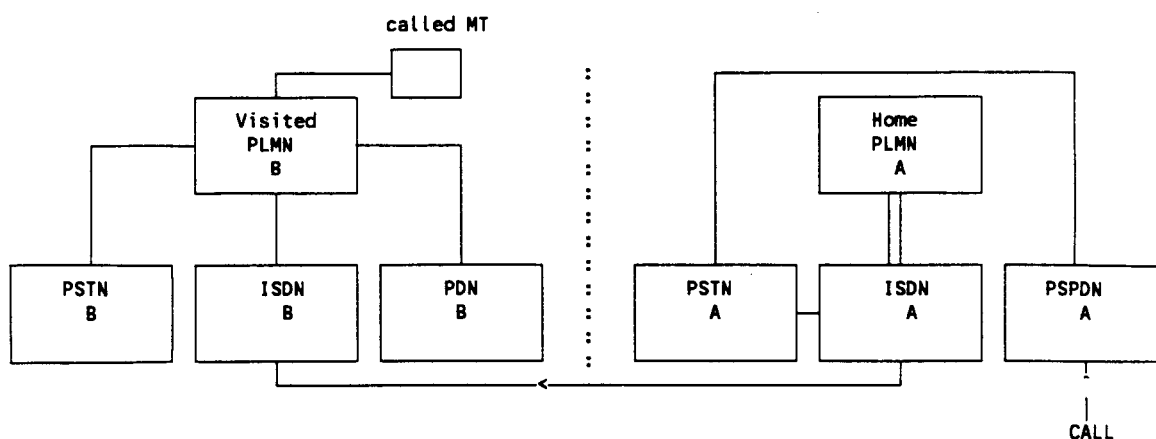 called MT
Visited
PLMN
B
Home
PLMN
A
PSTN
B
ISDN
B
PDN
B
PSTN
A
ISDN
A
PSPDN
A
CALL